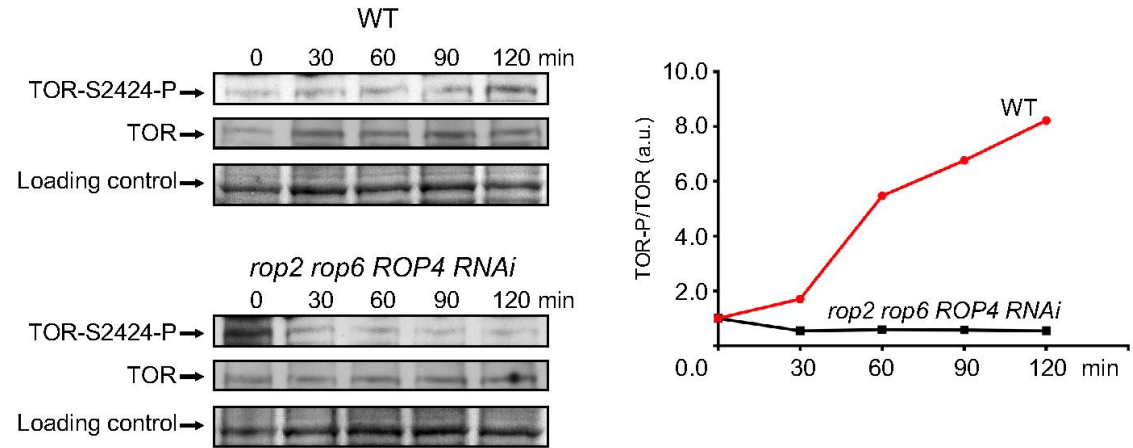 WT
0 30 60 90 120 min
TOR-S2424-P
TOR
Loading control
rop2 rop6 ROP4 RNAi
0 30 60 90 120 min
TOR-S2424-P
TOR
Loading control
10.0
8.0
6.0
4.0
2.0
0.0
TOR-P/TOR (a.u.)
WT
rop2 rop6 ROP4 RNAi
30 60 90 120 min